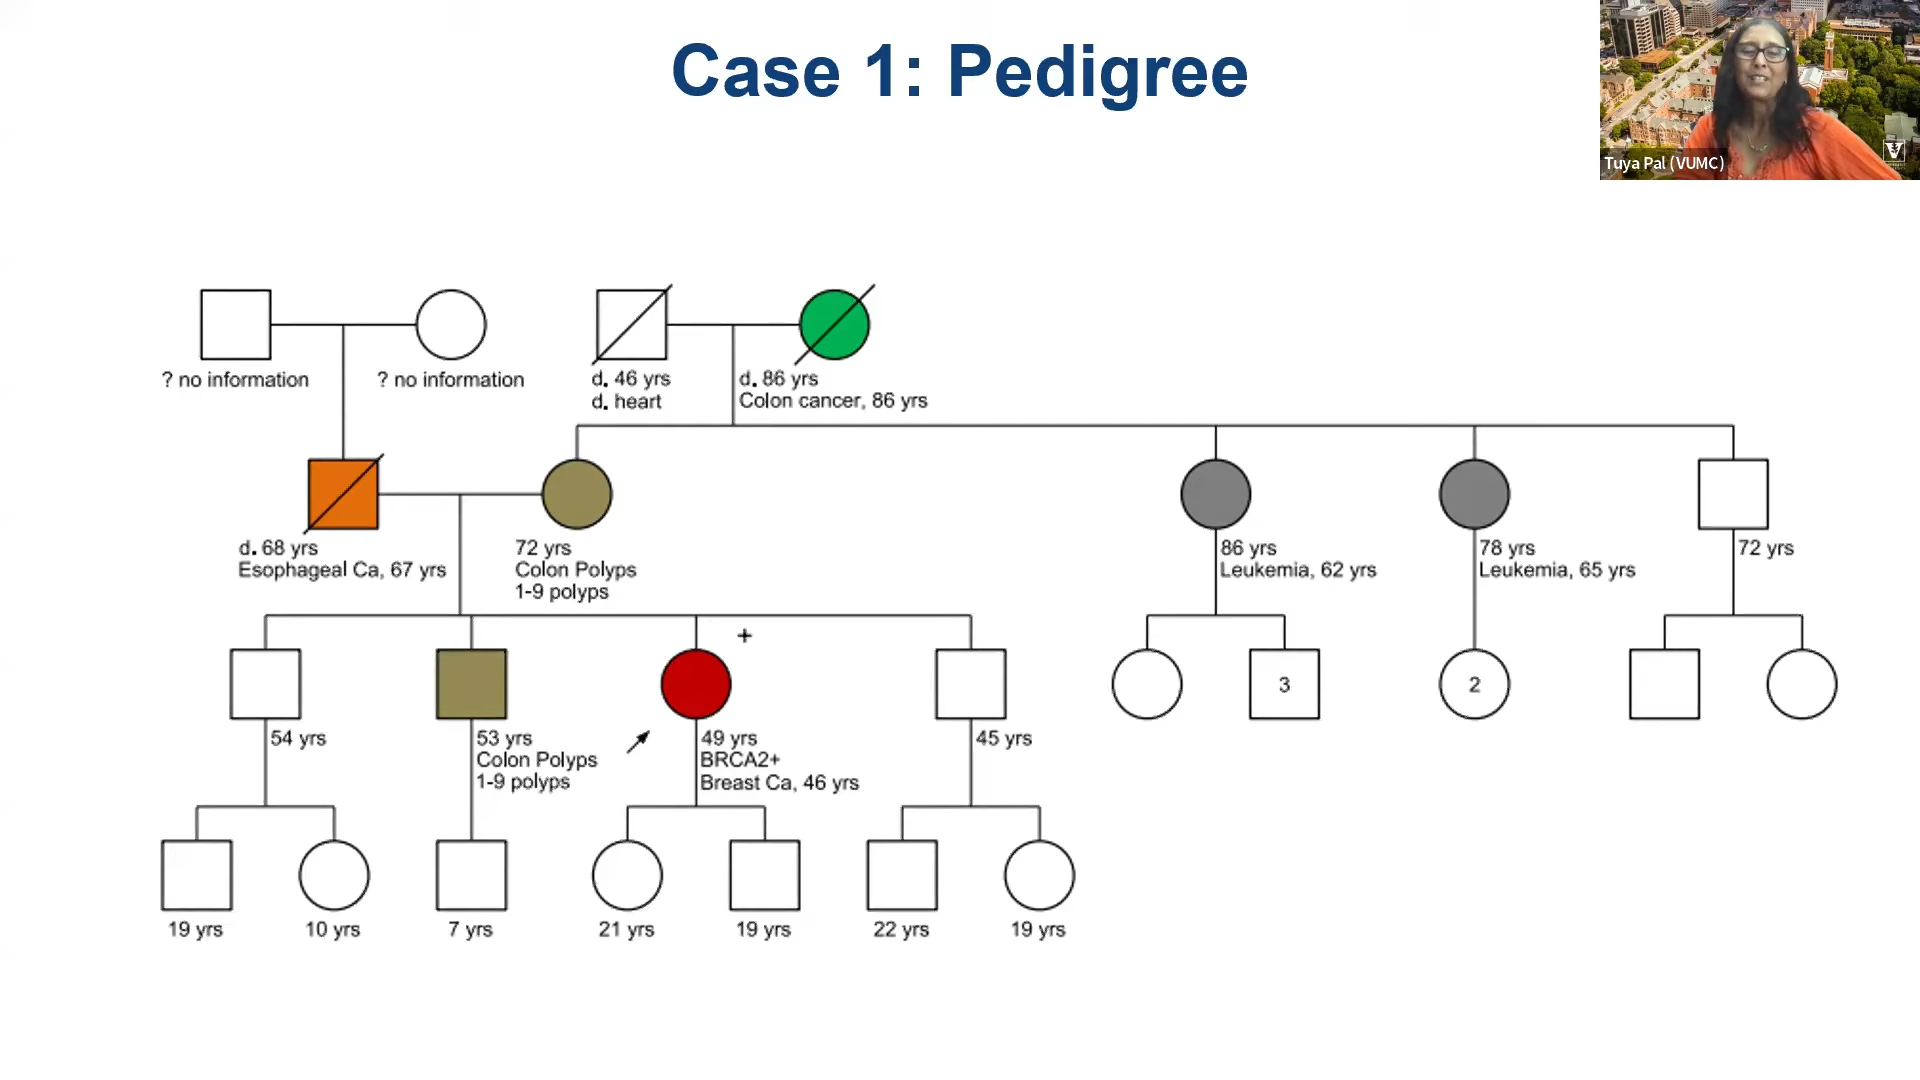 Case 1: Pedigree
Tuya Pal (VUMC)
? no information
? no information
d. 46 yrs
d. heart
d. 86 yrs
Colon cancer, 86 yrs
d. 68 yrs
Esophageal Ca, 67 yrs
72 yrs
Colon Polyps
1-9 polyps
86 yrs
Leukemia, 62 yrs
78 yrs
Leukemia, 65 yrs
72 yrs
+
3
2
54 yrs
53 yrs
Colon Polyps
1-9 polyps
49 yrs
BRCA2+
Breast Ca, 46 yrs
45 yrs
19 yrs
10 yrs
7 yrs
21 yrs
19 yrs
22 yrs
19 yrs